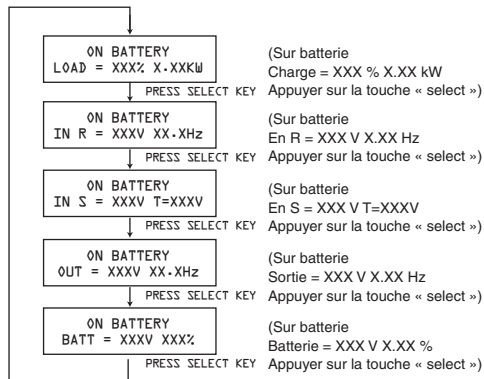 ON BATTERY
LOAD = XXX% X.XXKW
(Sur batterie
Charge = XXX % X.XX kW
PRESS SELECT KEY
Appuyer sur la touche « select »)
ON BATTERY
IN R = XXXV XX.XHz
(Sur batterie
En R = XXX V X.XX Hz
PRESS SELECT KEY
Appuyer sur la touche « select »)
ON BATTERY
IN S = XXXV T=XXXV
(Sur batterie
En S = XXX V T=XXXV
PRESS SELECT KEY
Appuyer sur la touche « select »)
ON BATTERY
OUT = XXXV XX.XHz
(Sur batterie
Sortie = XXX V X.XX Hz
PRESS SELECT KEY
Appuyer sur la touche « select »)
ON BATTERY
BATT = XXXV XXX%
(Sur batterie
Batterie = XXX V X.XX %
PRESS SELECT KEY
Appuyer sur la touche « select »)